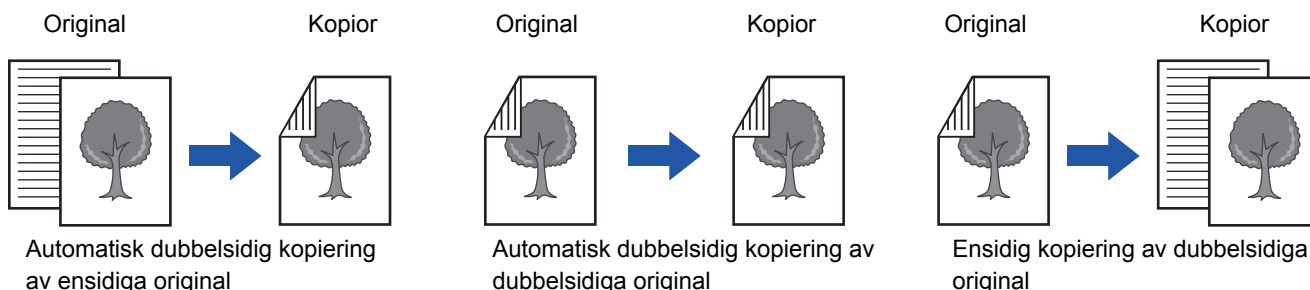 Original
Kopior
Original
Kopior
Original
Kopior
Automatisk dubbelsidig kopiering
av ensidiga original
Automatisk dubbelsidig kopiering av
dubbelsidiga original
Ensidig kopiering av dubbelsidiga
original